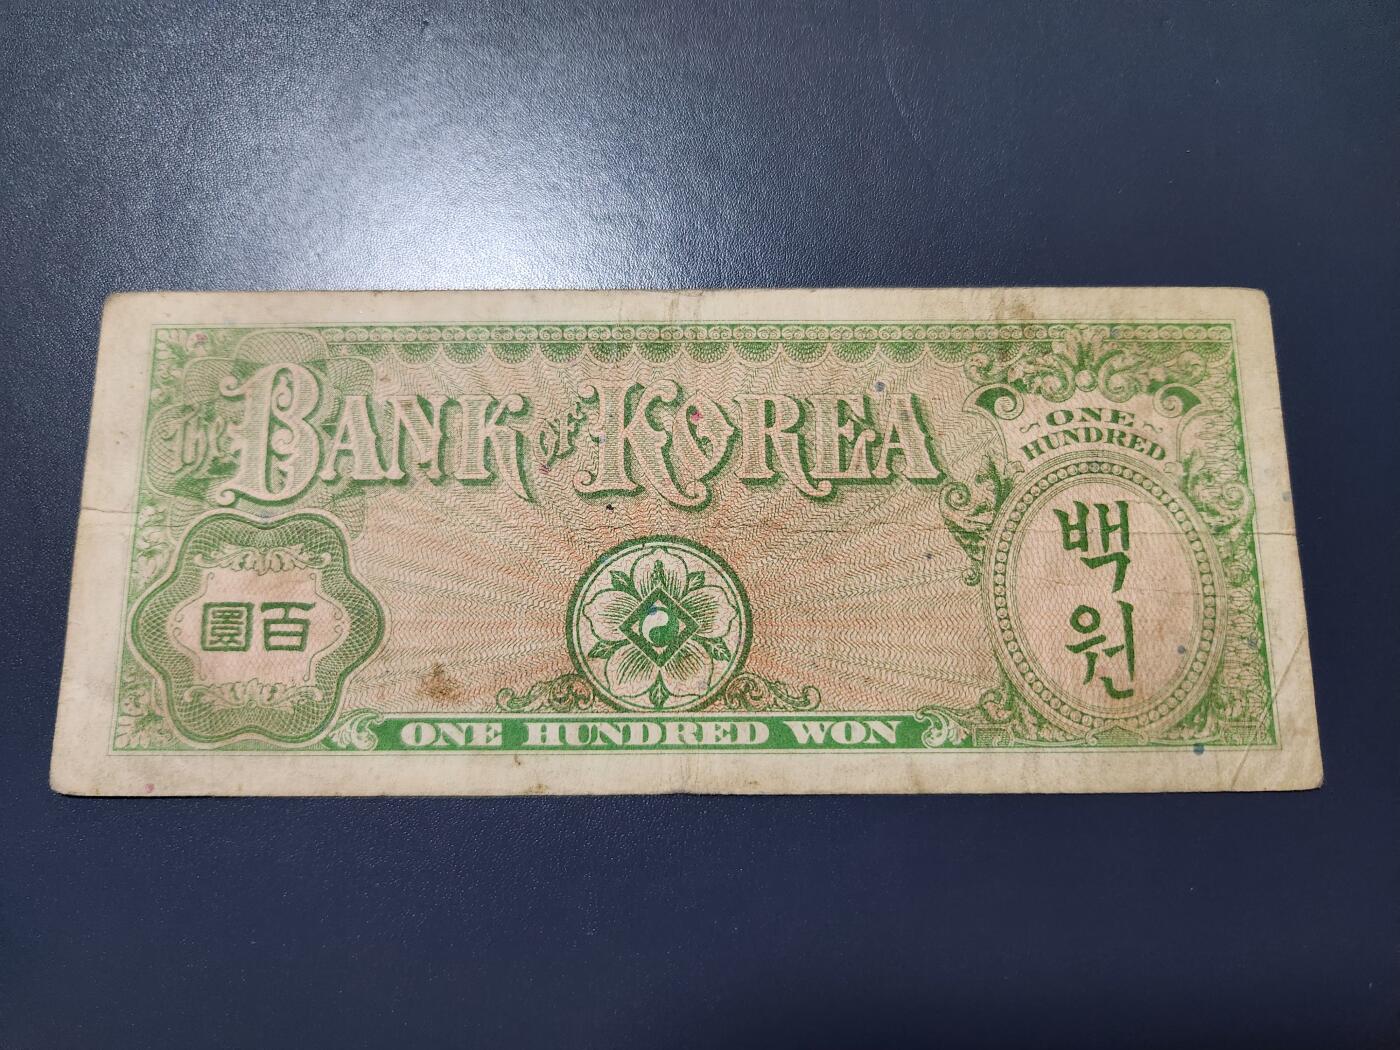 The BANK OF KOREA
ONE
HUNDRED
백
원
圓百
ONE HUNDRED WON